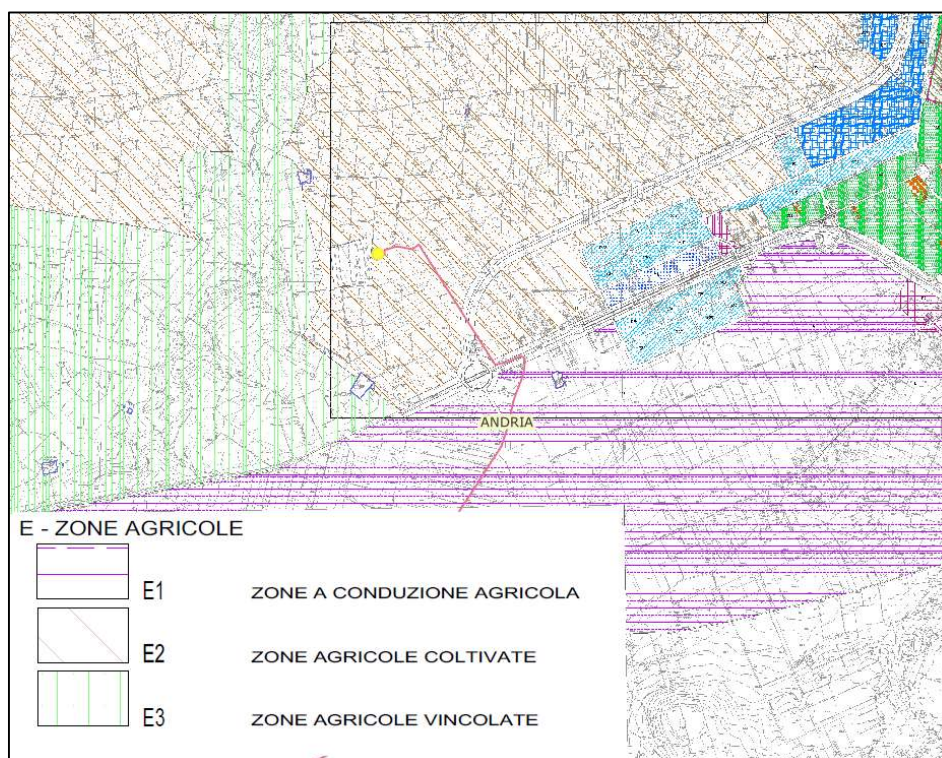 ANDRIA
E - ZONE AGRICOLE
E1 ZONE A CONDUZIONE AGRICOLA
E2 ZONE AGRICOLE COLTIVATE
E3 ZONE AGRICOLE VINCOLATE